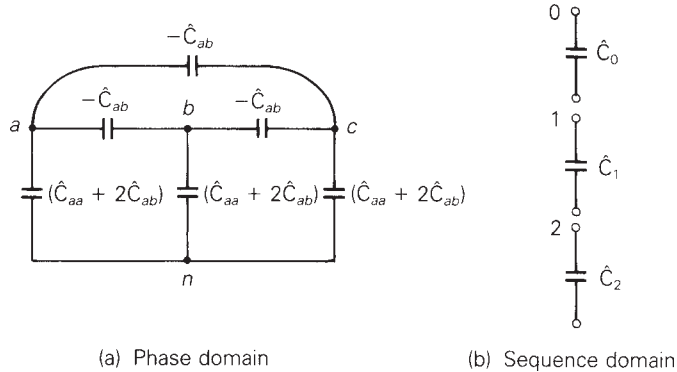 −Ĉab
−Ĉab −Ĉab
a b c
(Ĉaa + 2Ĉab) (Ĉaa + 2Ĉab) (Ĉaa + 2Ĉab)
n
(a) Phase domain
0
Ĉ0
1
Ĉ1
2
Ĉ2
(b) Sequence domain